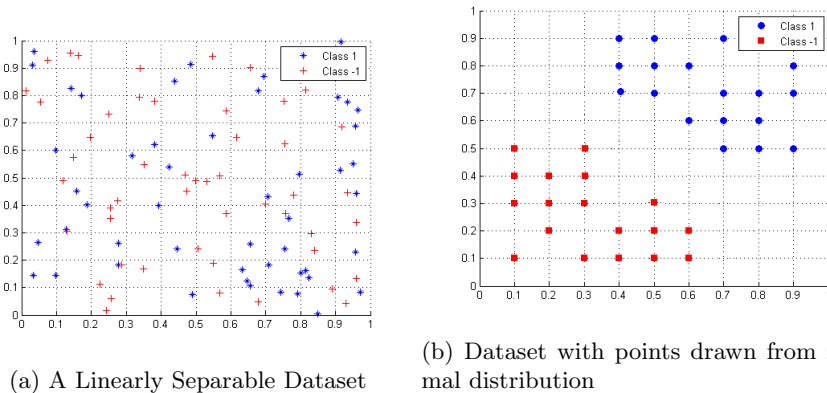 1
0.9
0.8
0.7
0.6
0.5
0.4
0.3
0.2
0.1
0
0 0.1 0.2 0.3 0.4 0.5 0.6 0.7 0.8 0.9 1
Class 1
Class -1
(a) A Linearly Separable Dataset
1
0.9
0.8
0.7
0.6
0.5
0.4
0.3
0.2
0.1
0
0 0.1 0.2 0.3 0.4 0.5 0.6 0.7 0.8 0.9
Class 1
Class -1
(b) Dataset with points drawn from
mal distribution